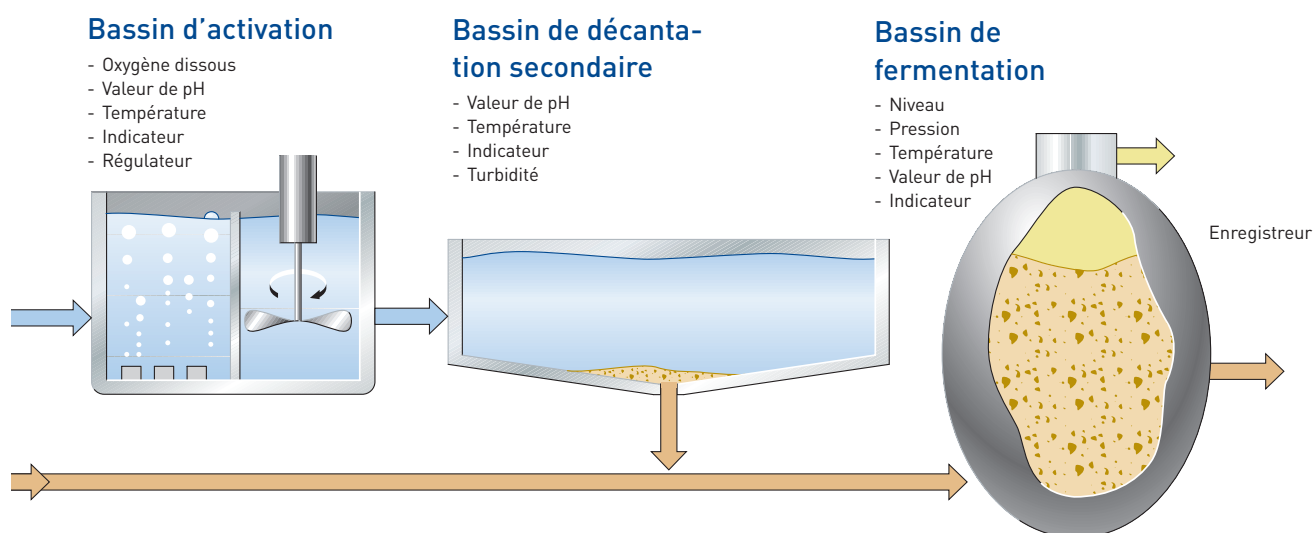 Bassin d’activation
- Oxygène dissous
- Valeur de pH
- Température
- Indicateur
- Régulateur
Bassin de décanta-
tion secondaire
- Valeur de pH
- Température
- Indicateur
- Turbidité
Bassin de
fermentation
- Niveau
- Pression
- Température
- Valeur de pH
- Indicateur
Enregistreur